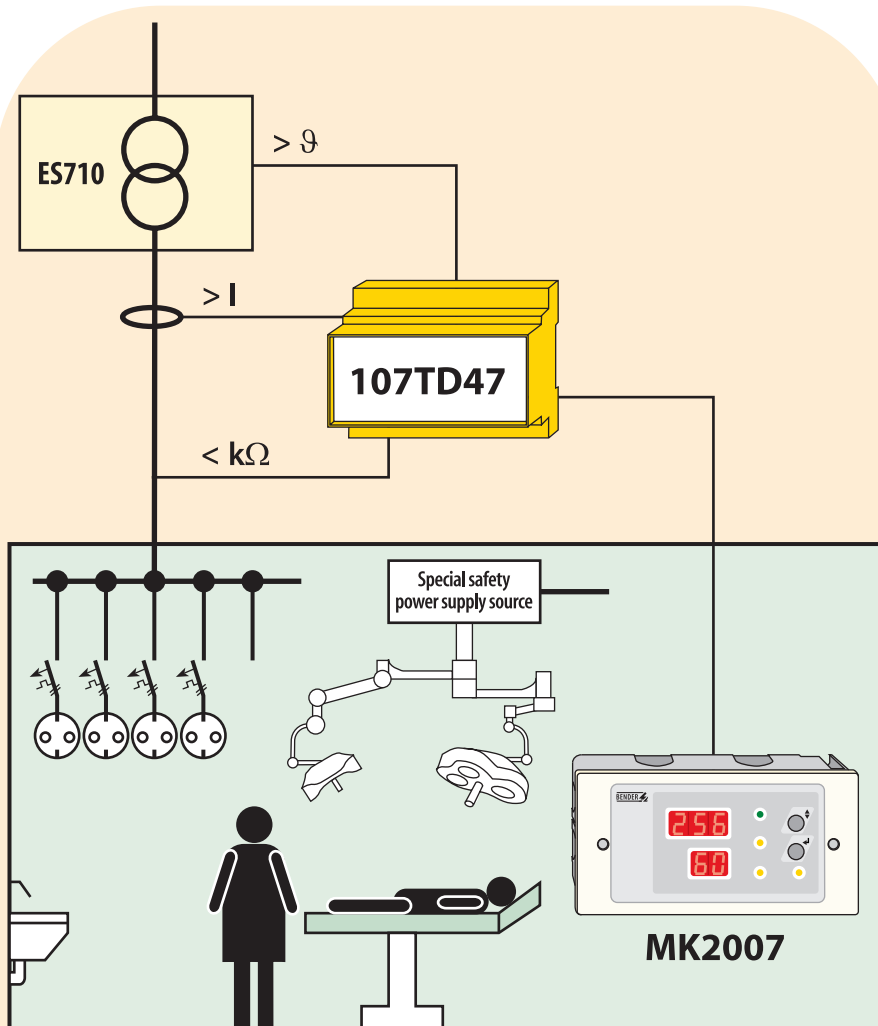 ES710
> ϑ
> I
107TD47
< kΩ
Special safety
power supply source
BENDER
256
60
MK2007